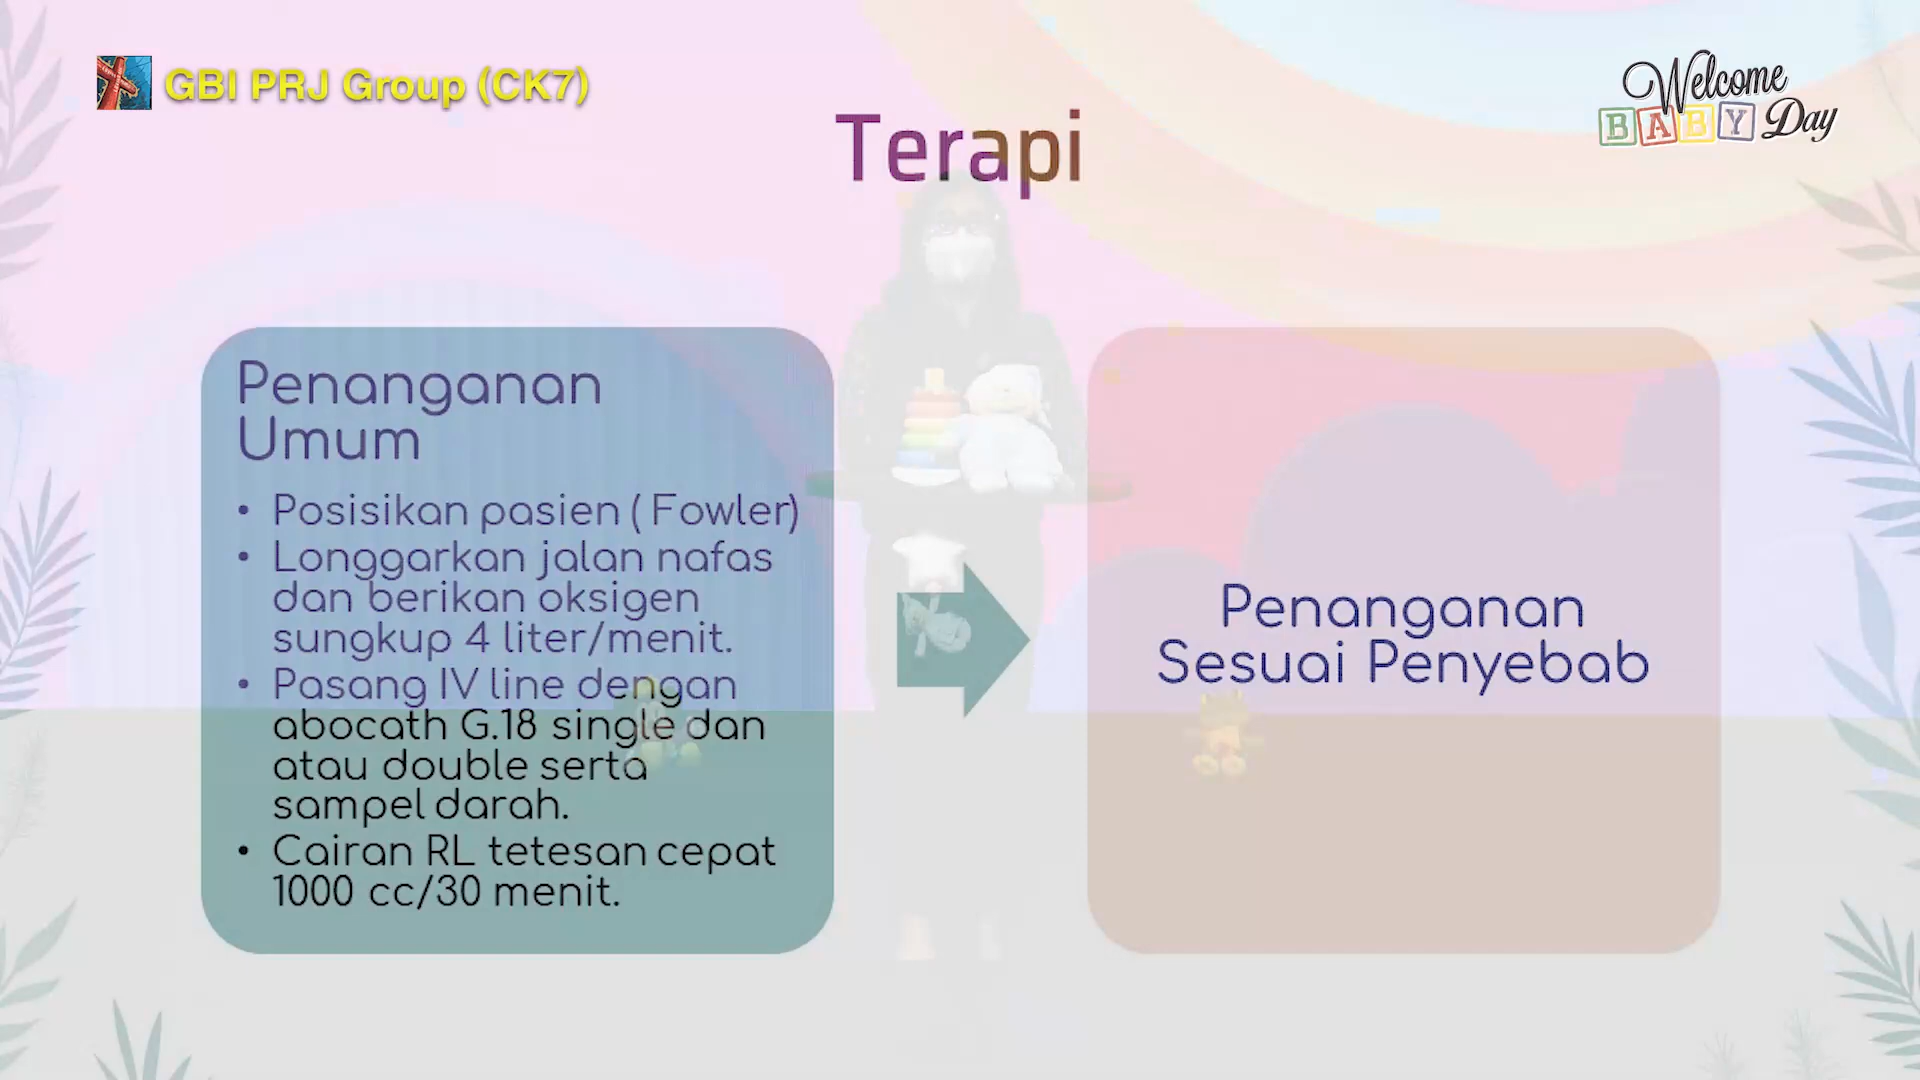 GBI PRJ Group (CK7)
Welcome
BABY Day
Terapi
Penanganan
Umum
• Posisikan pasien ( Fowler)
• Longgarkan jalan nafas
dan berikan oksigen
sungkup 4 liter/menit.
• Pasang IV line dengan
abocath G.18 single dan
atau double serta
sampel darah.
• Cairan RL tetesan cepat
1000 cc/30 menit.
Penanganan
Sesuai Penyebab